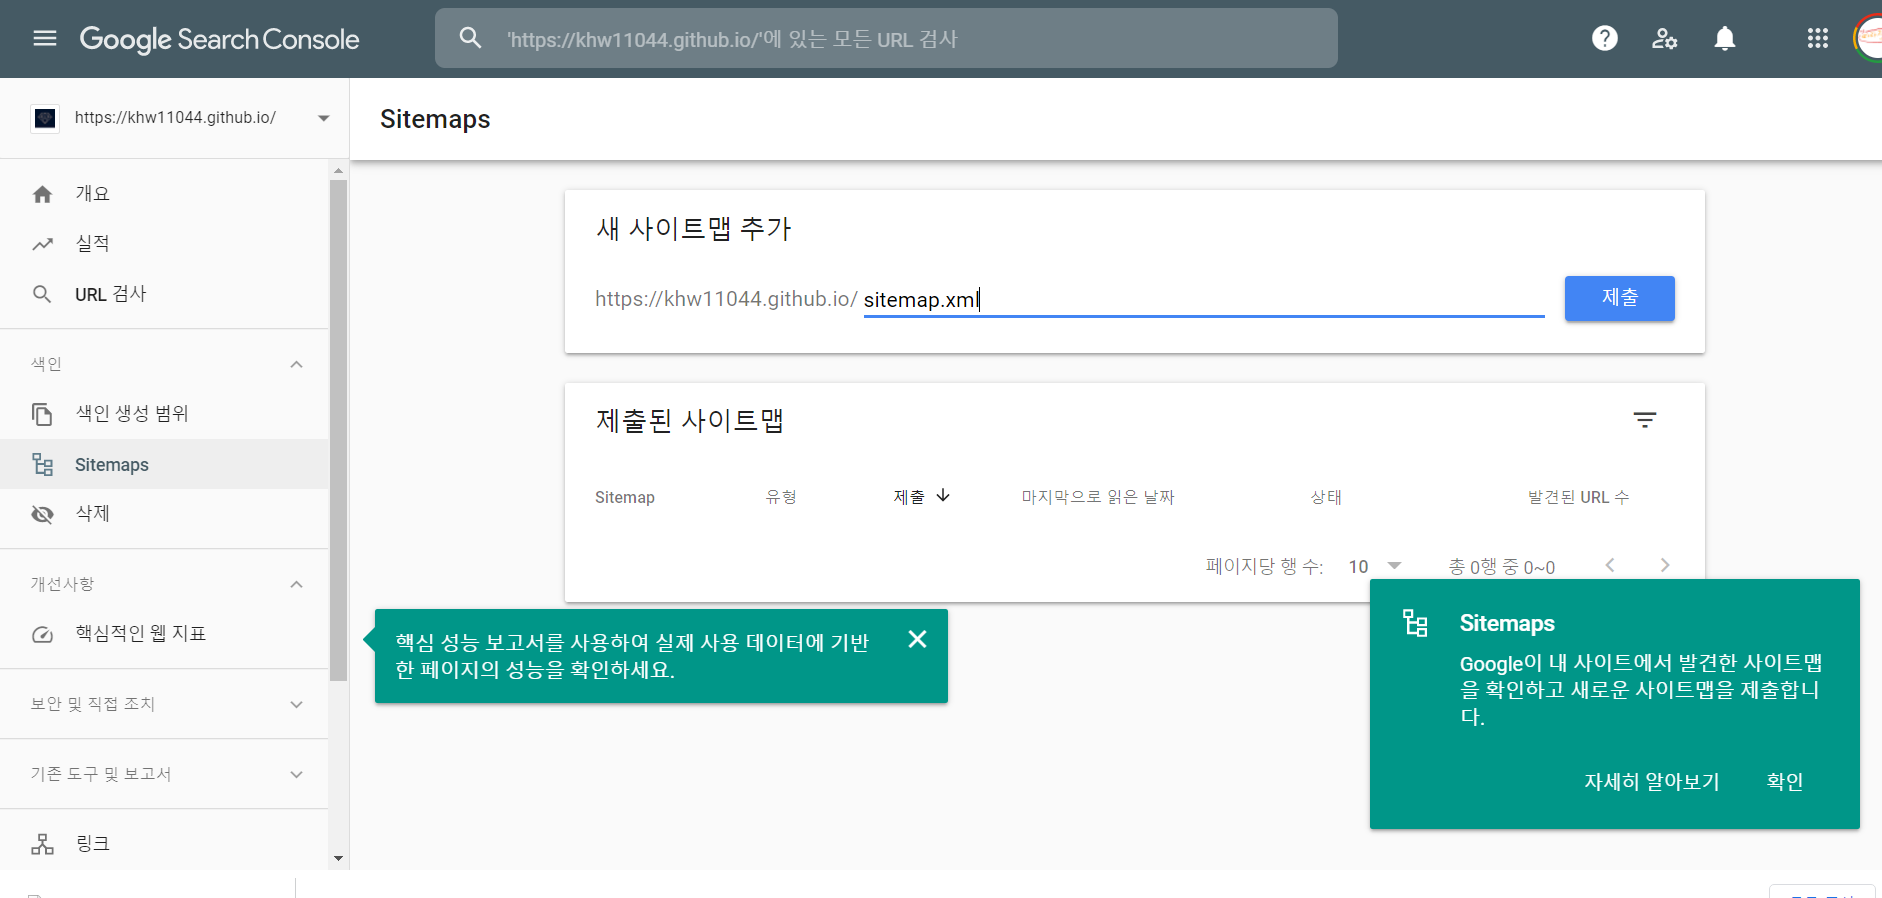 Google Search Console
'https://khw11044.github.io/'에 있는 모든 URL 검사
https://khw11044.github.io/
Sitemaps
개요
실적
URL 검사
색인
색인 생성 범위
Sitemaps
삭제
개선사항
핵심적인 웹 지표
보안 및 직접 조치
기존 도구 및 보고서
링크
새 사이트맵 추가
https://khw11044.github.io/ sitemap.xml
제출
제출된 사이트맵
Sitemap 유형 제출 마지막으로 읽은 날짜 상태 발견된 URL 수
페이지당 행 수: 10 총 0행 중 0~0
핵심 성능 보고서를 사용하여 실제 사용 데이터에 기반
한 페이지의 성능을 확인하세요.
Sitemaps
Google이 내 사이트에서 발견한 사이트맵
을 확인하고 새로운 사이트맵을 제출합니
다.
자세히 알아보기 확인